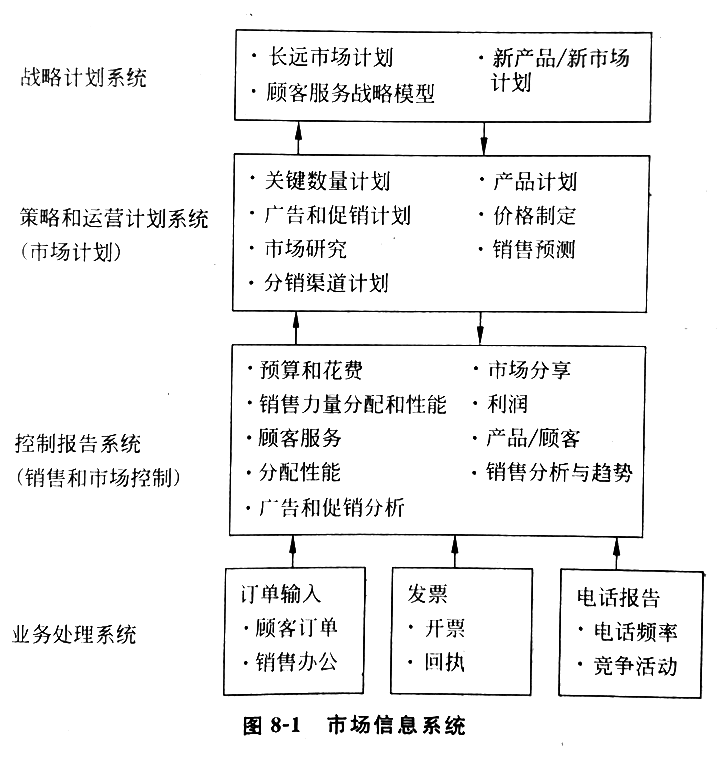 战略计划系统
· 长远市场计划
· 顾客服务战略模型
· 新产品/新市场
计划
策略和运营计划系统
(市场计划)
· 关键数量计划
· 广告和促销计划
· 市场研究
· 分销渠道计划
· 产品计划
· 价格制定
· 销售预测
控制报告系统
(销售和市场控制)
· 预算和花费
· 销售力量分配和性能
· 顾客服务
· 分配性能
· 广告和促销分析
· 市场分享
· 利润
· 产品/顾客
· 销售分析与趋势
业务处理系统
订单输入
· 顾客订单
· 销售办公
发票
· 开票
· 回执
电话报告
· 电话频率
· 竞争活动
图 8-1 市场信息系统